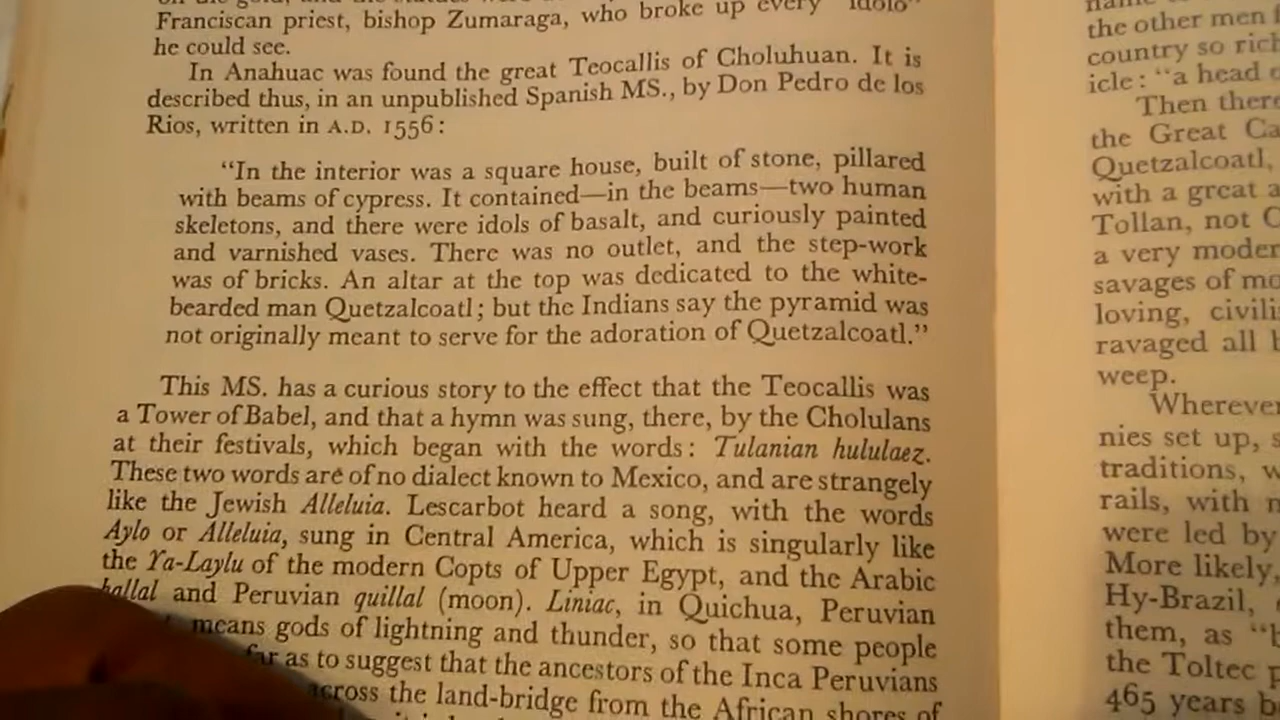 on the gold, and the statues were
Franciscan priest, bishop Zumaraga, who broke up every "idolo"
he could see.
In Anahuac was found the great Teocallis of Choluhuan. It is
described thus, in an unpublished Spanish MS., by Don Pedro de los
Rios, written in A.D. 1556:
"In the interior was a square house, built of stone, pillared
with beams of cypress. It contained—in the beams—two human
skeletons, and there were idols of basalt, and curiously painted
and varnished vases. There was no outlet, and the step-work
was of bricks. An altar at the top was dedicated to the white-
bearded man Quetzalcoatl; but the Indians say the pyramid was
not originally meant to serve for the adoration of Quetzalcoatl."
This MS. has a curious story to the effect that the Teocallis was
a Tower of Babel, and that a hymn was sung, there, by the Cholulans
at their festivals, which began with the words: Tulanian hululaez.
These two words are of no dialect known to Mexico, and are strangely
like the Jewish Alleluia. Lescarbot heard a song, with the words
Aylo or Alleluia, sung in Central America, which is singularly like
the Ya-Laylu of the modern Copts of Upper Egypt, and the Arabic
hallal and Peruvian quillal (moon). Liniac, in Quichua, Peruvian
means gods of lightning and thunder, so that some people
far as to suggest that the ancestors of the Inca Peruvians
across the land-bridge from the African shores of
the other men
country so rich
icle: "a head
Then there
the Great
Quetzalcoatl,
with a great
Tollan, not
a very moder
savages of
loving, civili
ravaged all
weep.
Wherever
nies set up,
traditions,
rails, with
were led by
More likely,
Hy-Brazil,
them, as
the Toltec
465 years